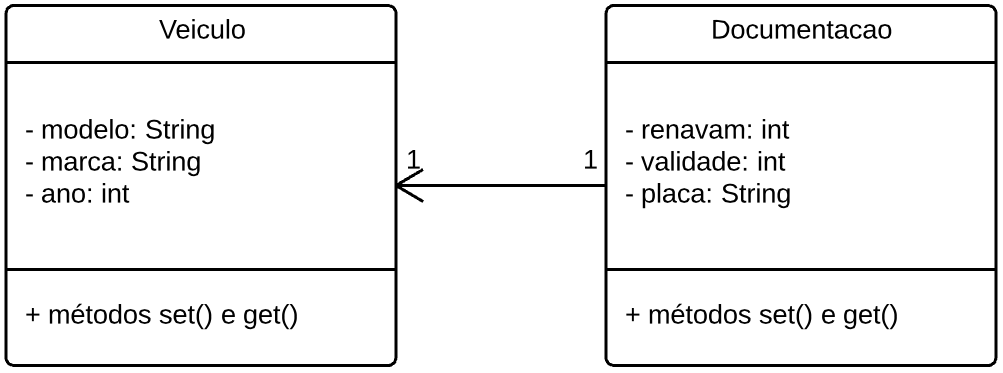 Veiculo
- modelo: String
- marca: String
- ano: int
+ métodos set() e get()
1
1
Documentacao
- renavam: int
- validade: int
- placa: String
+ métodos set() e get()